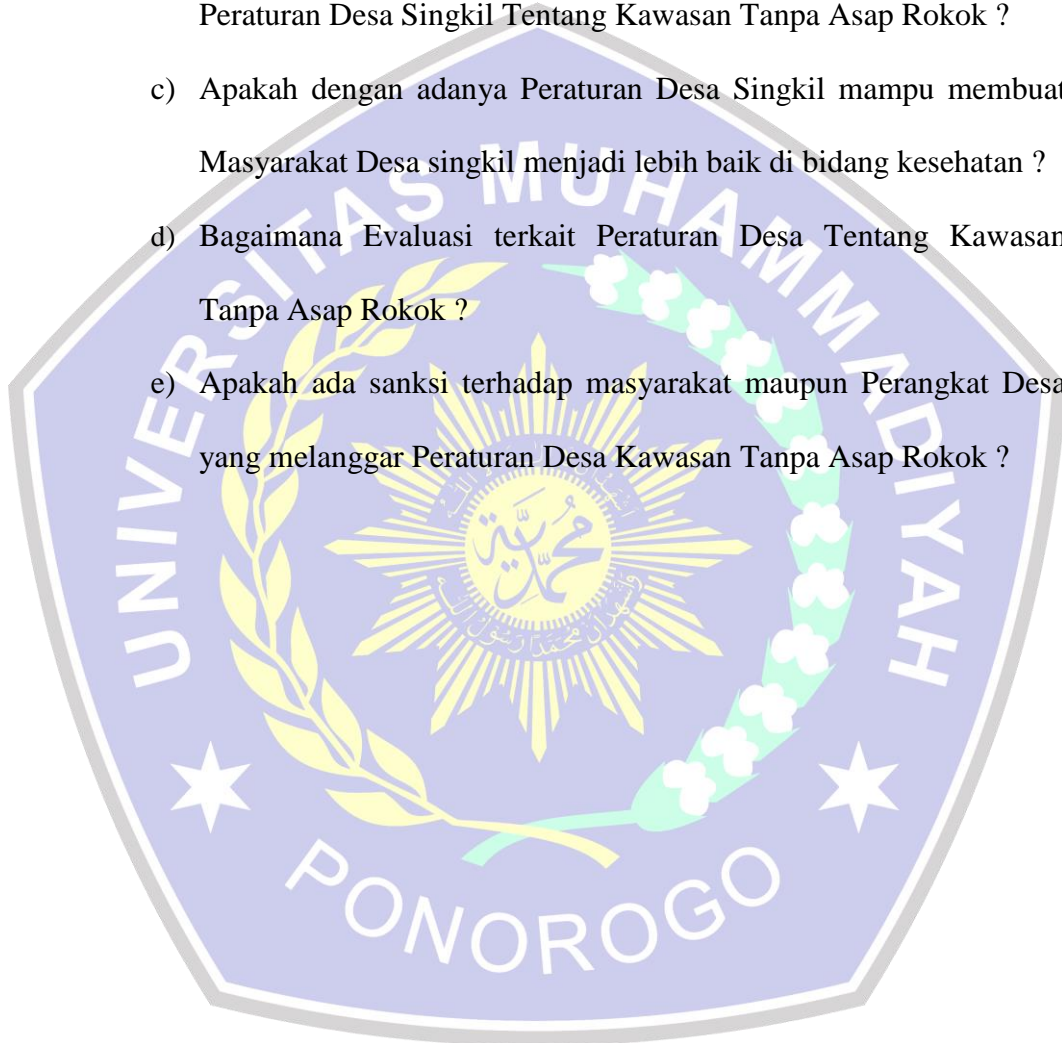 Peraturan Desa Singkil Tentang Kawasan Tanpa Asap Rokok ?
c) Apakah dengan adanya Peraturan Desa Singkil mampu membuat
Masyarakat Desa singkil menjadi lebih baik di bidang kesehatan ?
d) Bagaimana Evaluasi terkait Peraturan Desa Tentang Kawasan
Tanpa Asap Rokok ?
e) Apakah ada sanksi terhadap masyarakat maupun Perangkat Desa
yang melanggar Peraturan Desa Kawasan Tanpa Asap Rokok ?
UNIVERSITAS MUHAMMADIYAH
PONOROGO
محمدية